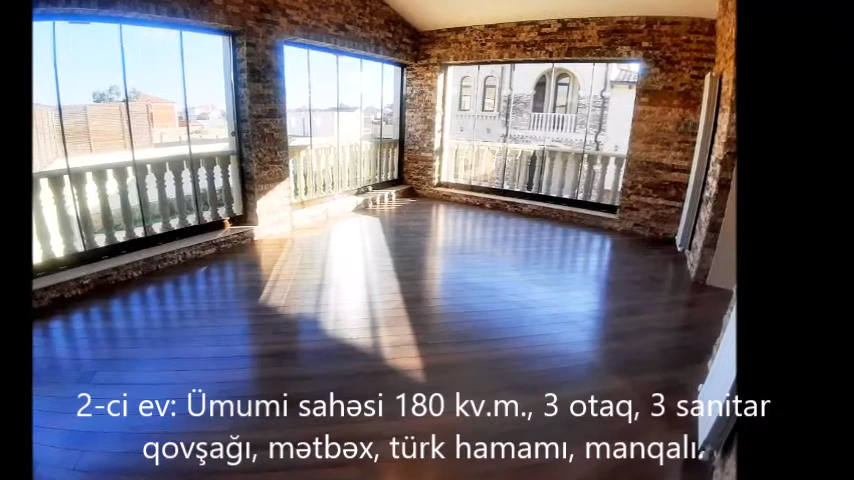 2-ci ev: Ümumi sahəsi 180 kv.m., 3 otaq, 3 sanitar
qovşağı, mətbəx, türk hamamı, manqalı.